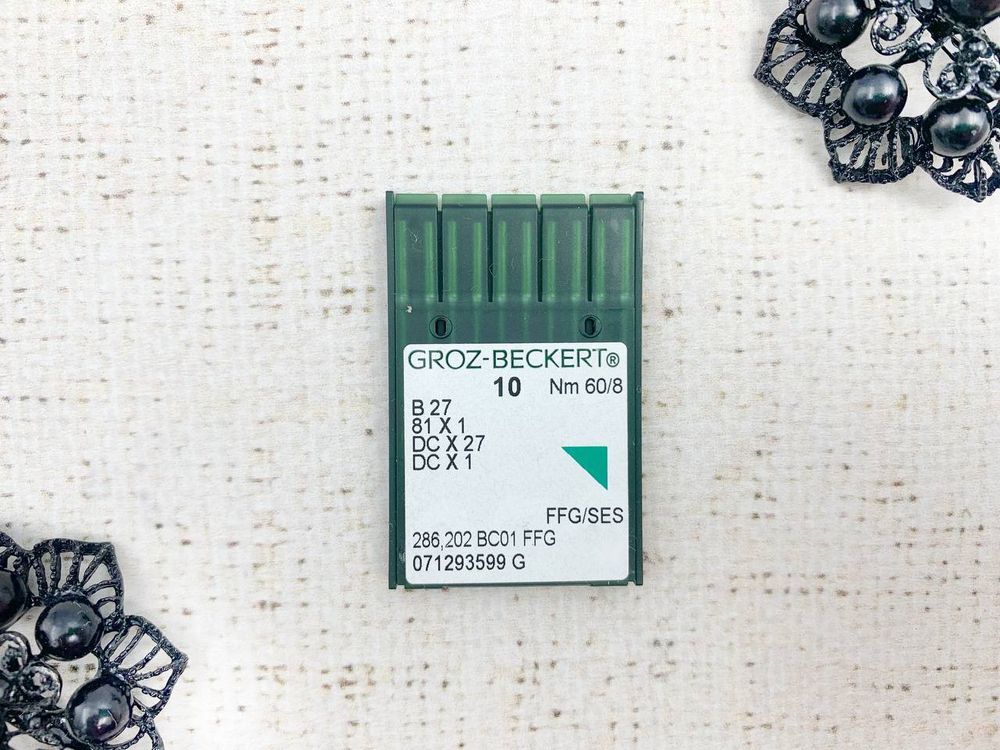 GROZ-BECKERT®
10 Nm 60/8
B 27
81 X 1
DC X 27
DC X 1
FFG/SES
286,202 BC01 FFG
071293599 G